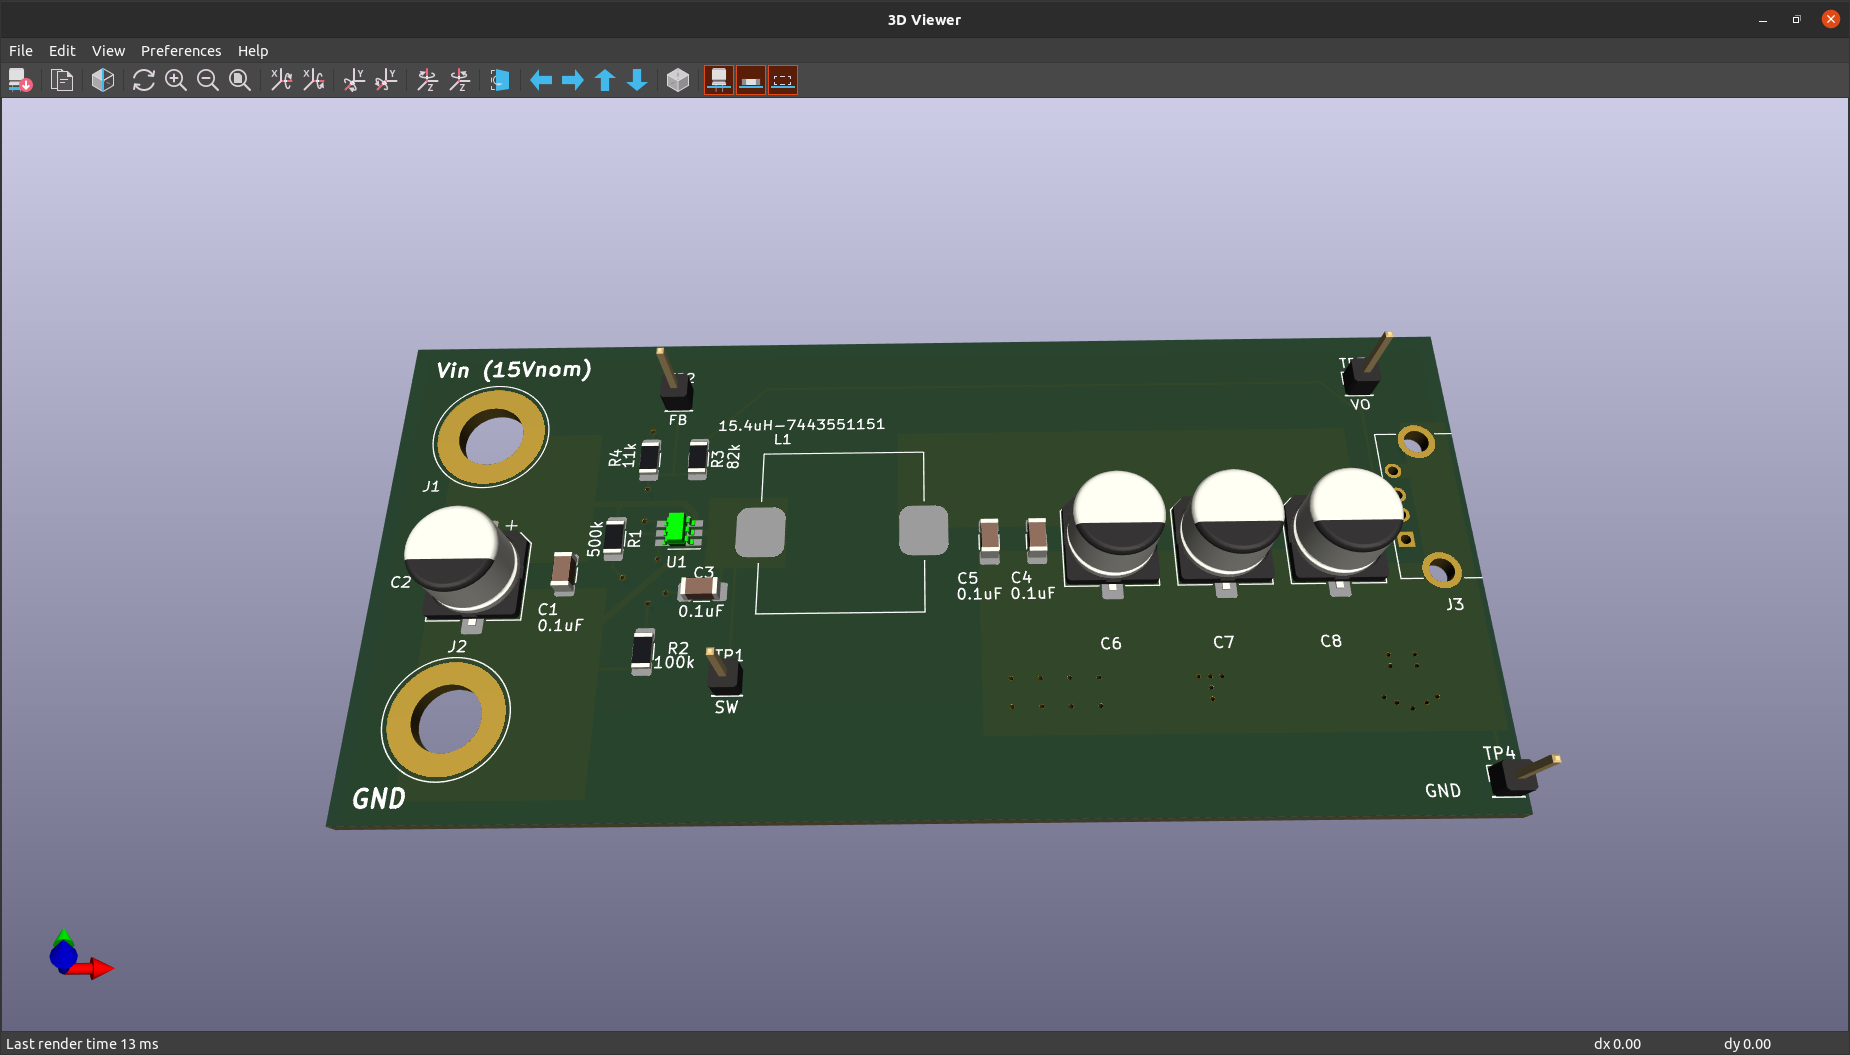 3D Viewer
File Edit View Preferences Help
Vin (15Vnom)
J1
FB
15.4uH-7443551151
L1
VO
R4
11k
R3
82k
J3
+
C2
500k
R1
U1
C3
0.1uF
C1
0.1uF
C5
0.1uF
C4
0.1uF
C6
C7
C8
J2
R2
100k
TP1
SW
GND
TP4
GND
Last render time 13 ms
dx 0.00
dy 0.00